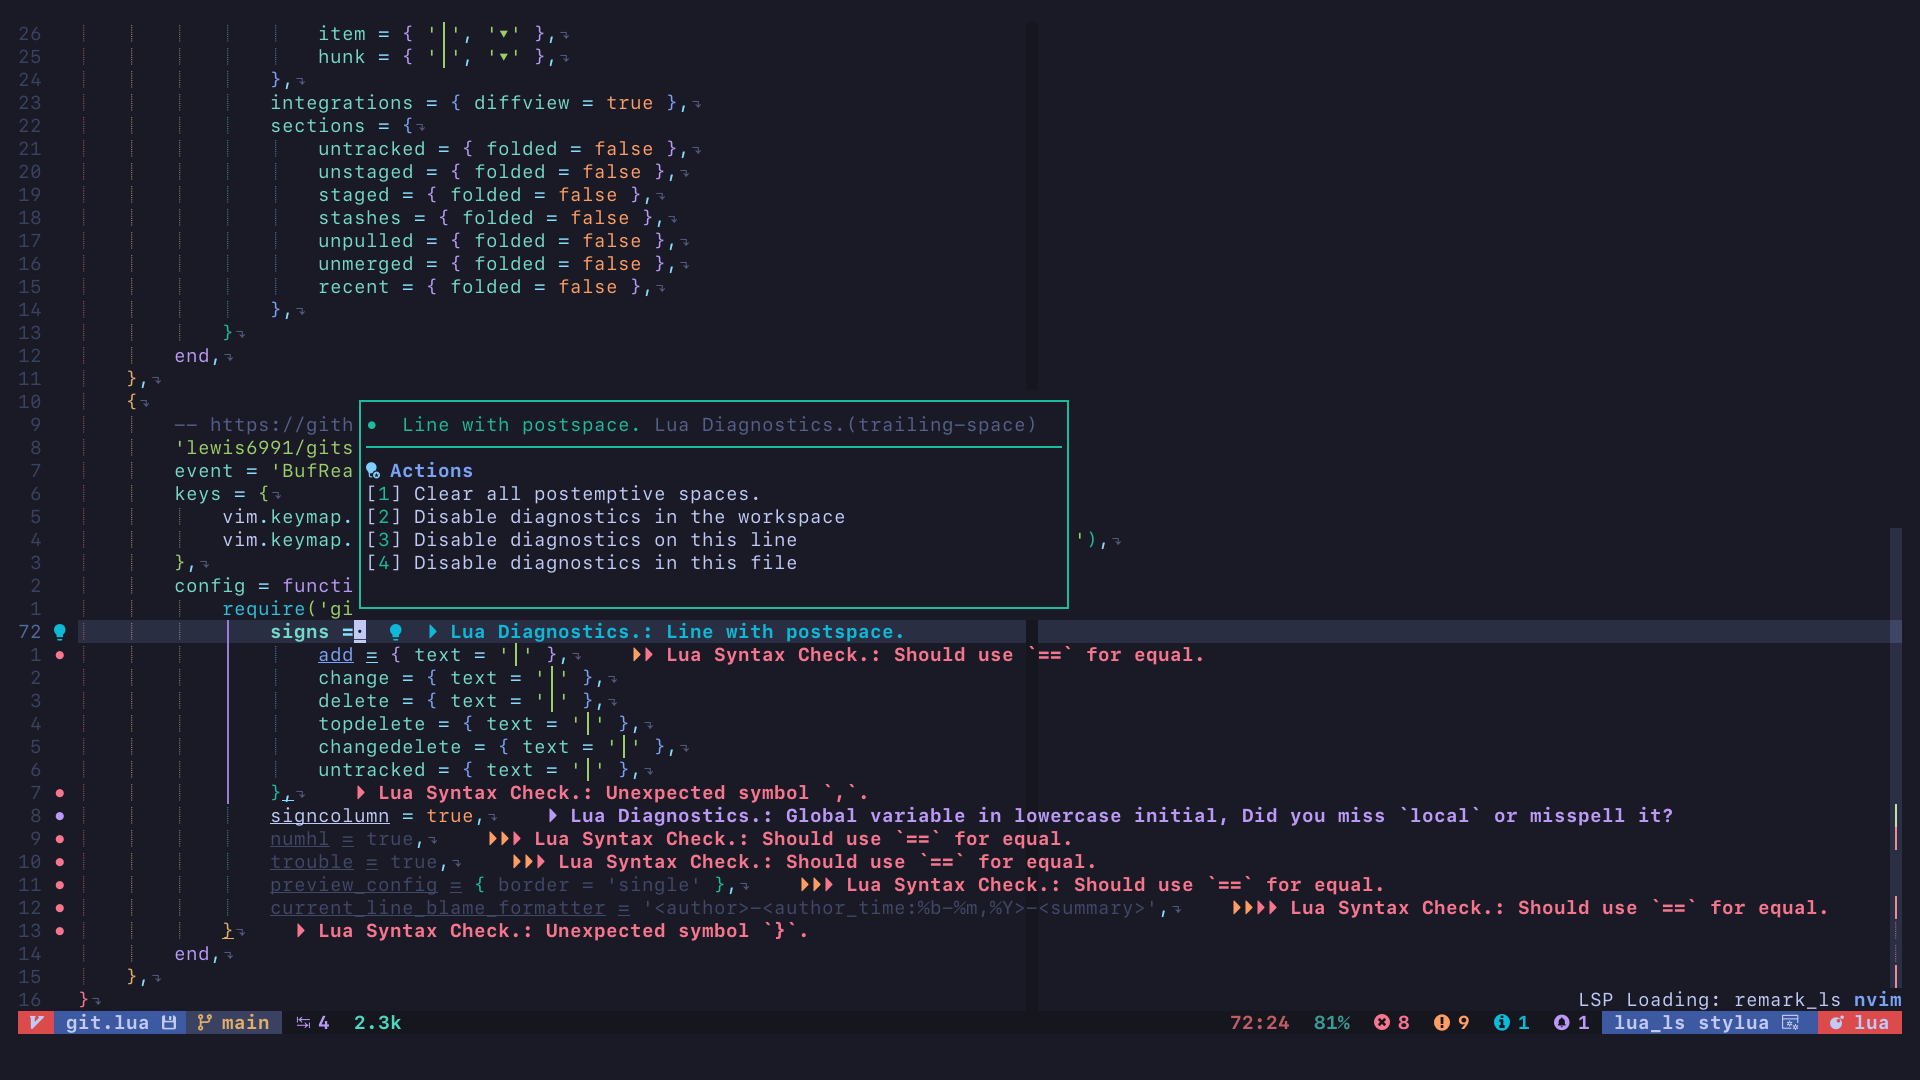 26 item = { '│', '▾' },
25 hunk = { '│', '▾' },
24 },
23 integrations = { diffview = true },
22 sections = {
21 untracked = { folded = false },
20 unstaged = { folded = false },
19 staged = { folded = false },
18 stashes = { folded = false },
17 unpulled = { folded = false },
16 unmerged = { folded = false },
15 recent = { folded = false },
14 },
13 }
12 end,
11 },
10 {
9 -- https://gith
8 'lewis6991/gits
7 event = 'BufRea
6 keys = {
5 vim.keymap.
4 vim.keymap. '),
3 },
2 config = functi
1 require('gi
Line with postspace. Lua Diagnostics.(trailing-space)
Actions
[1] Clear all postemptive spaces.
[2] Disable diagnostics in the workspace
[3] Disable diagnostics on this line
[4] Disable diagnostics in this file
72 signs = Lua Diagnostics.: Line with postspace.
1 add = { text = '│' }, Lua Syntax Check.: Should use `==` for equal.
2 change = { text = '│' },
3 delete = { text = '│' },
4 topdelete = { text = '│' },
5 changedelete = { text = '│' },
6 untracked = { text = '│' },
7 }, Lua Syntax Check.: Unexpected symbol `,`.
8 signcolumn = true, Lua Diagnostics.: Global variable in lowercase initial, Did you miss `local` or misspell it?
9 numhl = true, Lua Syntax Check.: Should use `==` for equal.
10 trouble = true, Lua Syntax Check.: Should use `==` for equal.
11 preview_config = { border = 'single' }, Lua Syntax Check.: Should use `==` for equal.
12 current_line_blame_formatter = '<author>-<author_time:%b-%m,%Y>-<summary>', Lua Syntax Check.: Should use `==` for equal.
13 } Lua Syntax Check.: Unexpected symbol `}`.
14 end,
15 },
16 } LSP Loading: remark_ls nvim
git.lua main 4 2.3k 72:24 81% 8 9 1 1 lua_ls stylua lua